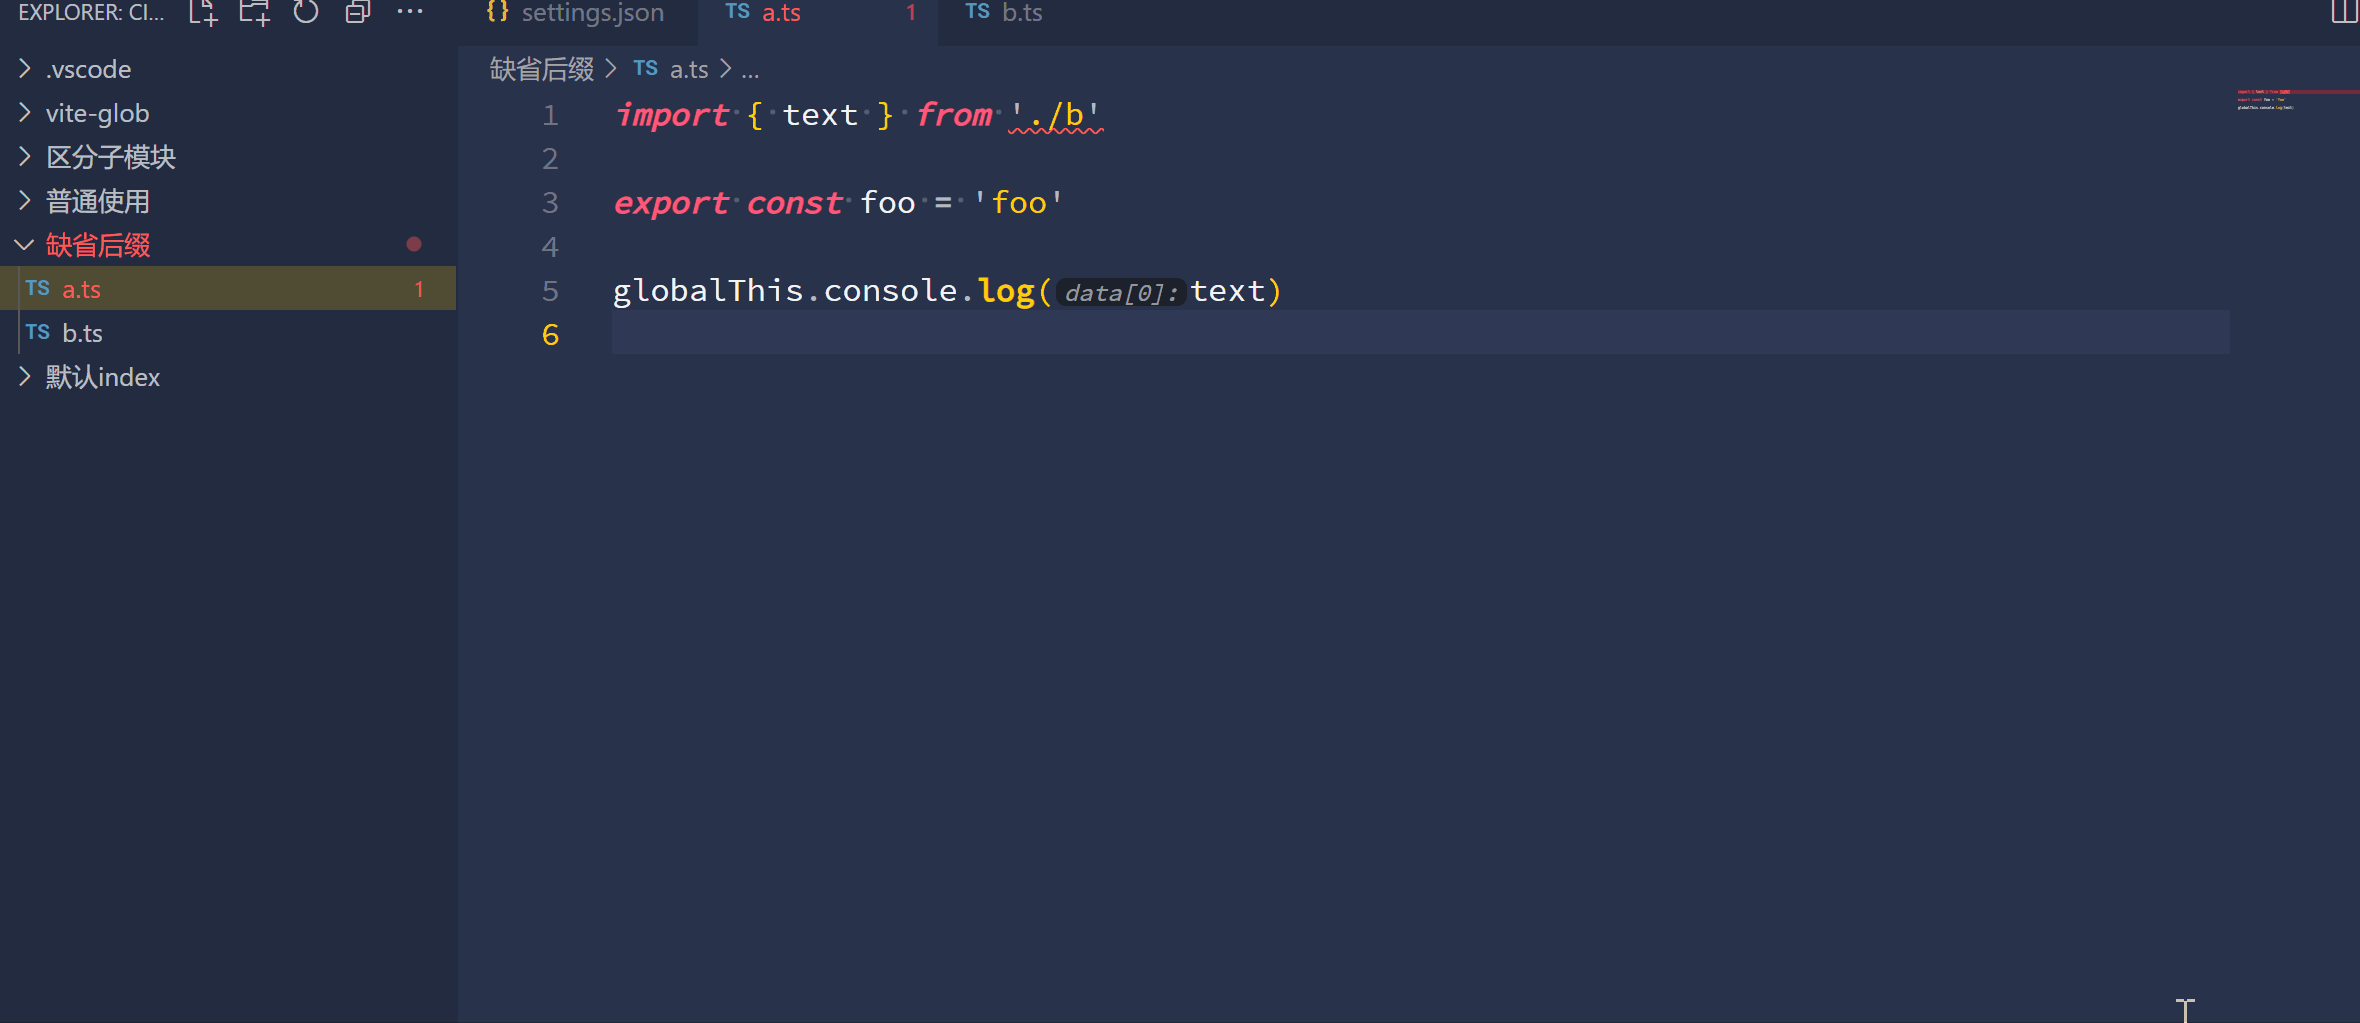 EXPLORER: CI...
{} settings.json
TS a.ts 1
TS b.ts
.vscode
vite-glob
区分子模块
普通使用
缺省后缀
TS a.ts 1
TS b.ts
默认index
缺省后缀 > TS a.ts > ...
1 import { text } from './b'
2
3 export const foo = 'foo'
4
5 globalThis.console.log(data[0]:text)
6